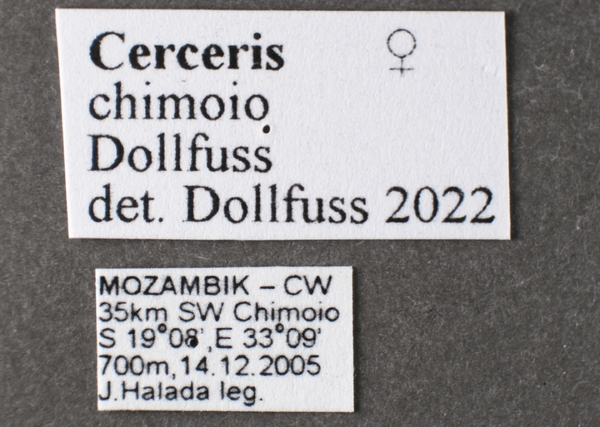 Cerceris ♀
chimoio
Dollfuss
det. Dollfuss 2022
MOZAMBIK – CW
35km SW Chimoio
S 19°08',E 33°09'
700m,14.12.2005
J.Halada leg.